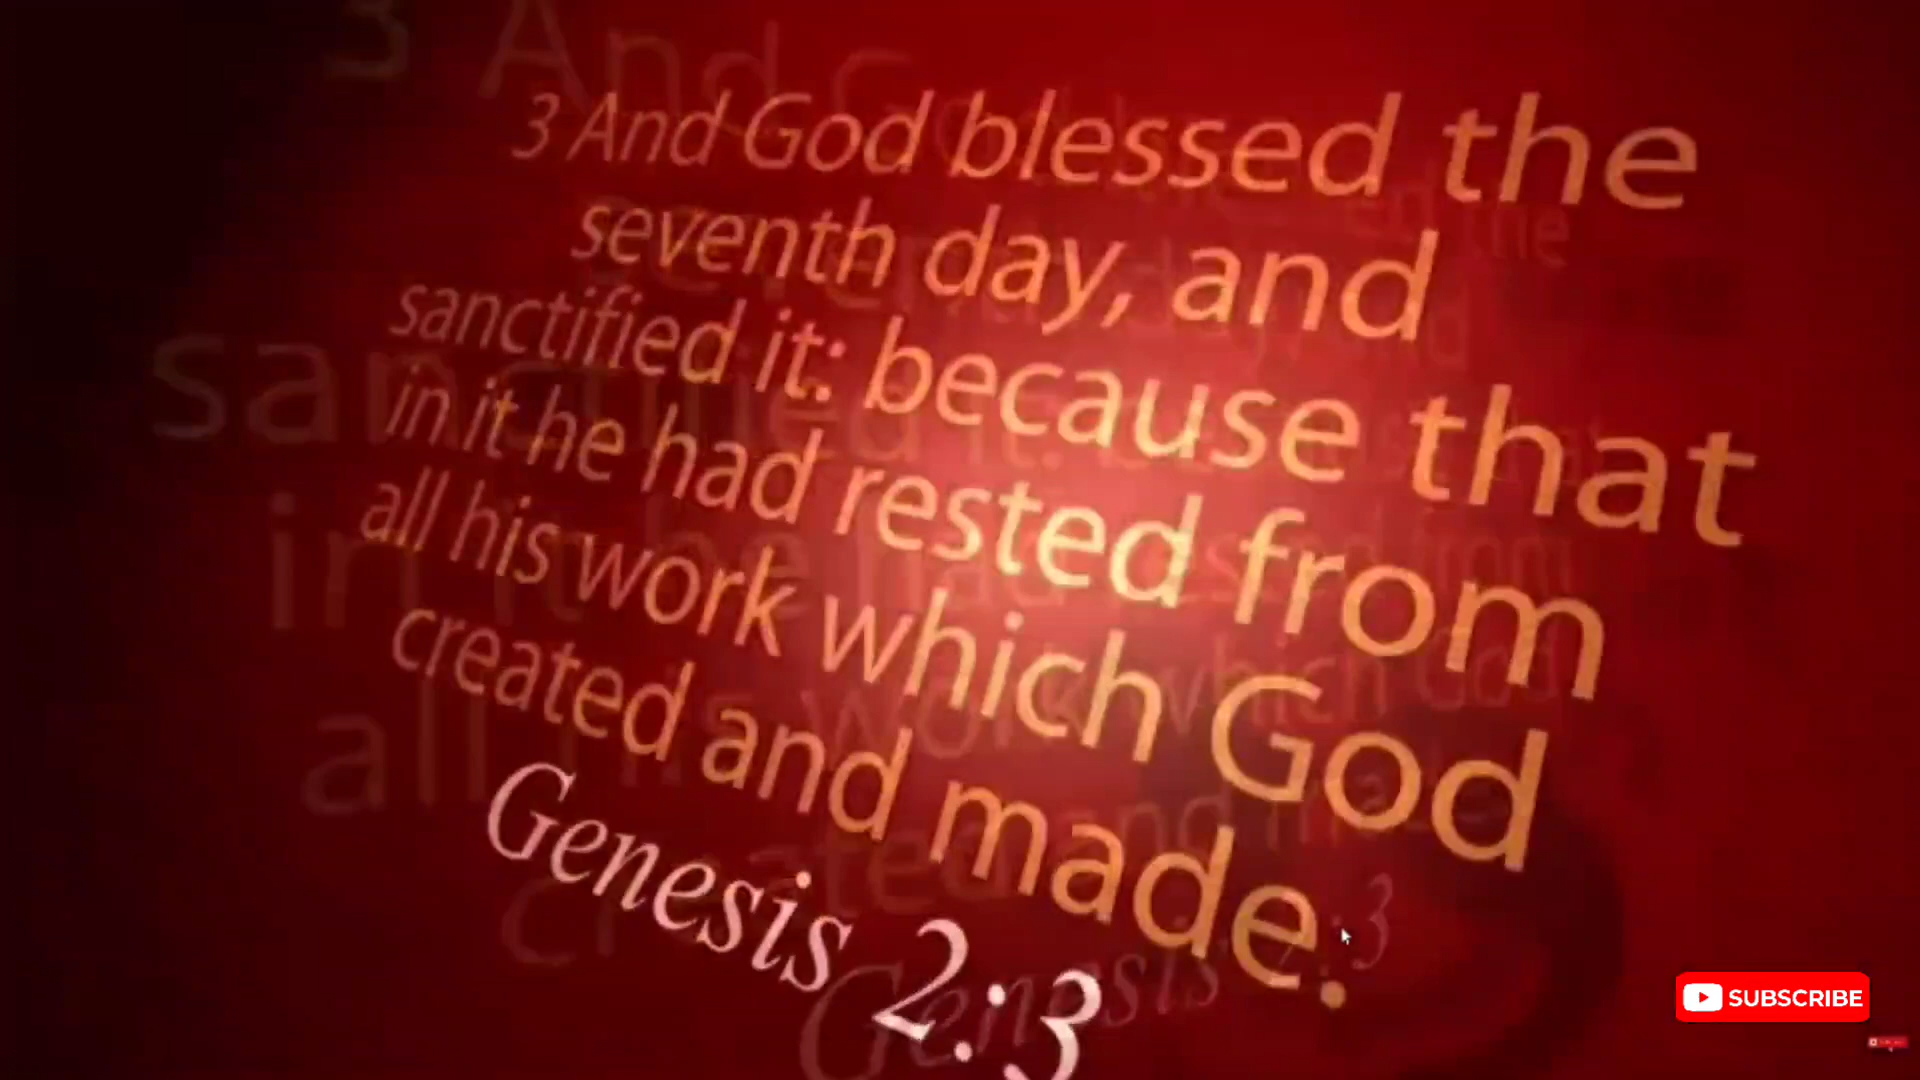 3 And God blessed the
seventh day, and
sanctified it: because that
in it he had rested from
all his work which God
created and made.
Genesis 2:3
SUBSCRIBE